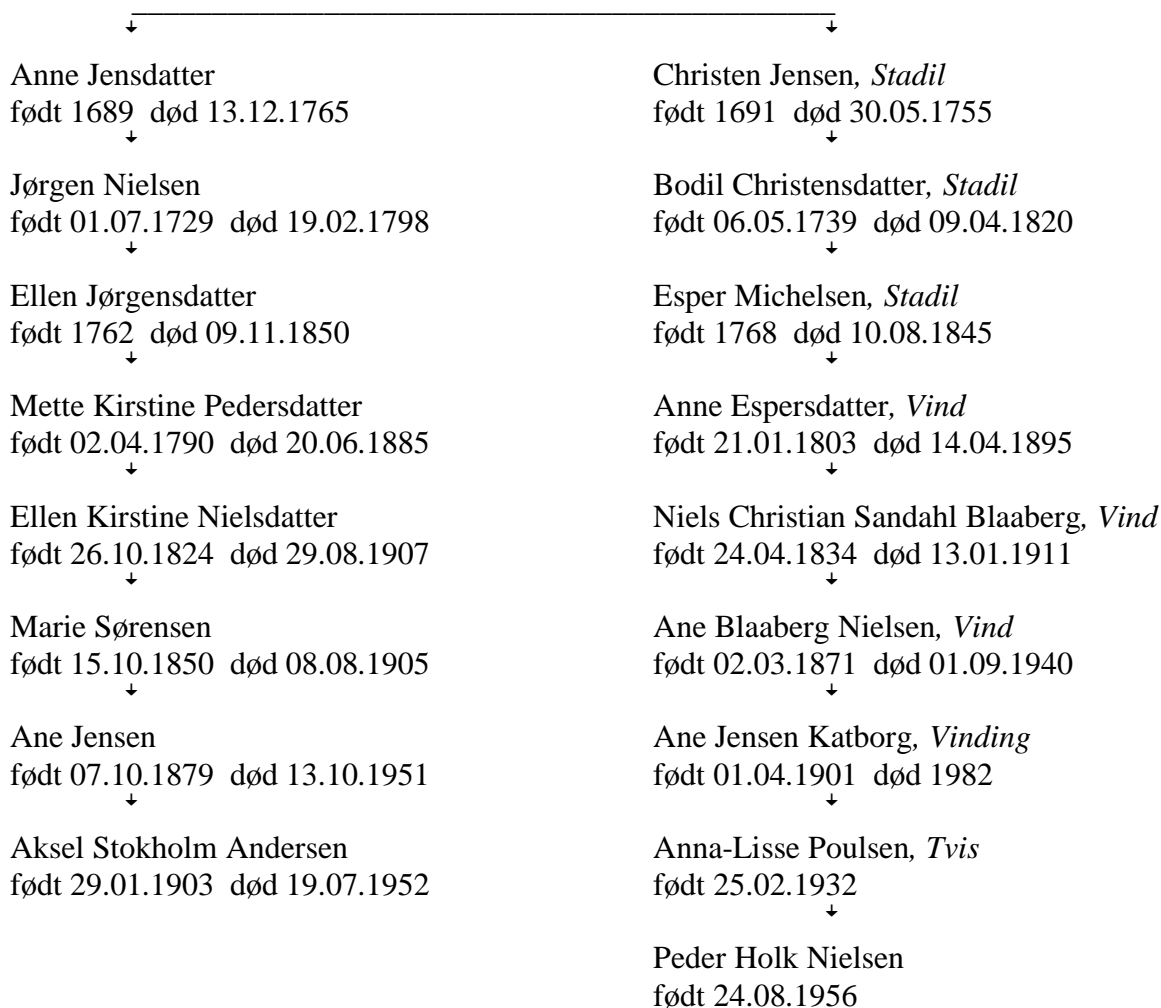 Anne Jensdatter
født 1689 død 13.12.1765
Jørgen Nielsen
født 01.07.1729 død 19.02.1798
Ellen Jørgensdatter
født 1762 død 09.11.1850
Mette Kirstine Pedersdatter
født 02.04.1790 død 20.06.1885
Ellen Kirstine Nielsdatter
født 26.10.1824 død 29.08.1907
Marie Sørensen
født 15.10.1850 død 08.08.1905
Ane Jensen
født 07.10.1879 død 13.10.1951
Aksel Stokholm Andersen
født 29.01.1903 død 19.07.1952
Christen Jensen, Stadil
født 1691 død 30.05.1755
Bodil Christensdatter, Stadil
født 06.05.1739 død 09.04.1820
Esper Michelsen, Stadil
født 1768 død 10.08.1845
Anne Espersdatter, Vind
født 21.01.1803 død 14.04.1895
Niels Christian Sandahl Blaaberg, Vind
født 24.04.1834 død 13.01.1911
Ane Blaaberg Nielsen, Vind
født 02.03.1871 død 01.09.1940
Ane Jensen Katborg, Vinding
født 01.04.1901 død 1982
Anna-Lisse Poulsen, Tvis
født 25.02.1932
Peder Holk Nielsen
født 24.08.1956